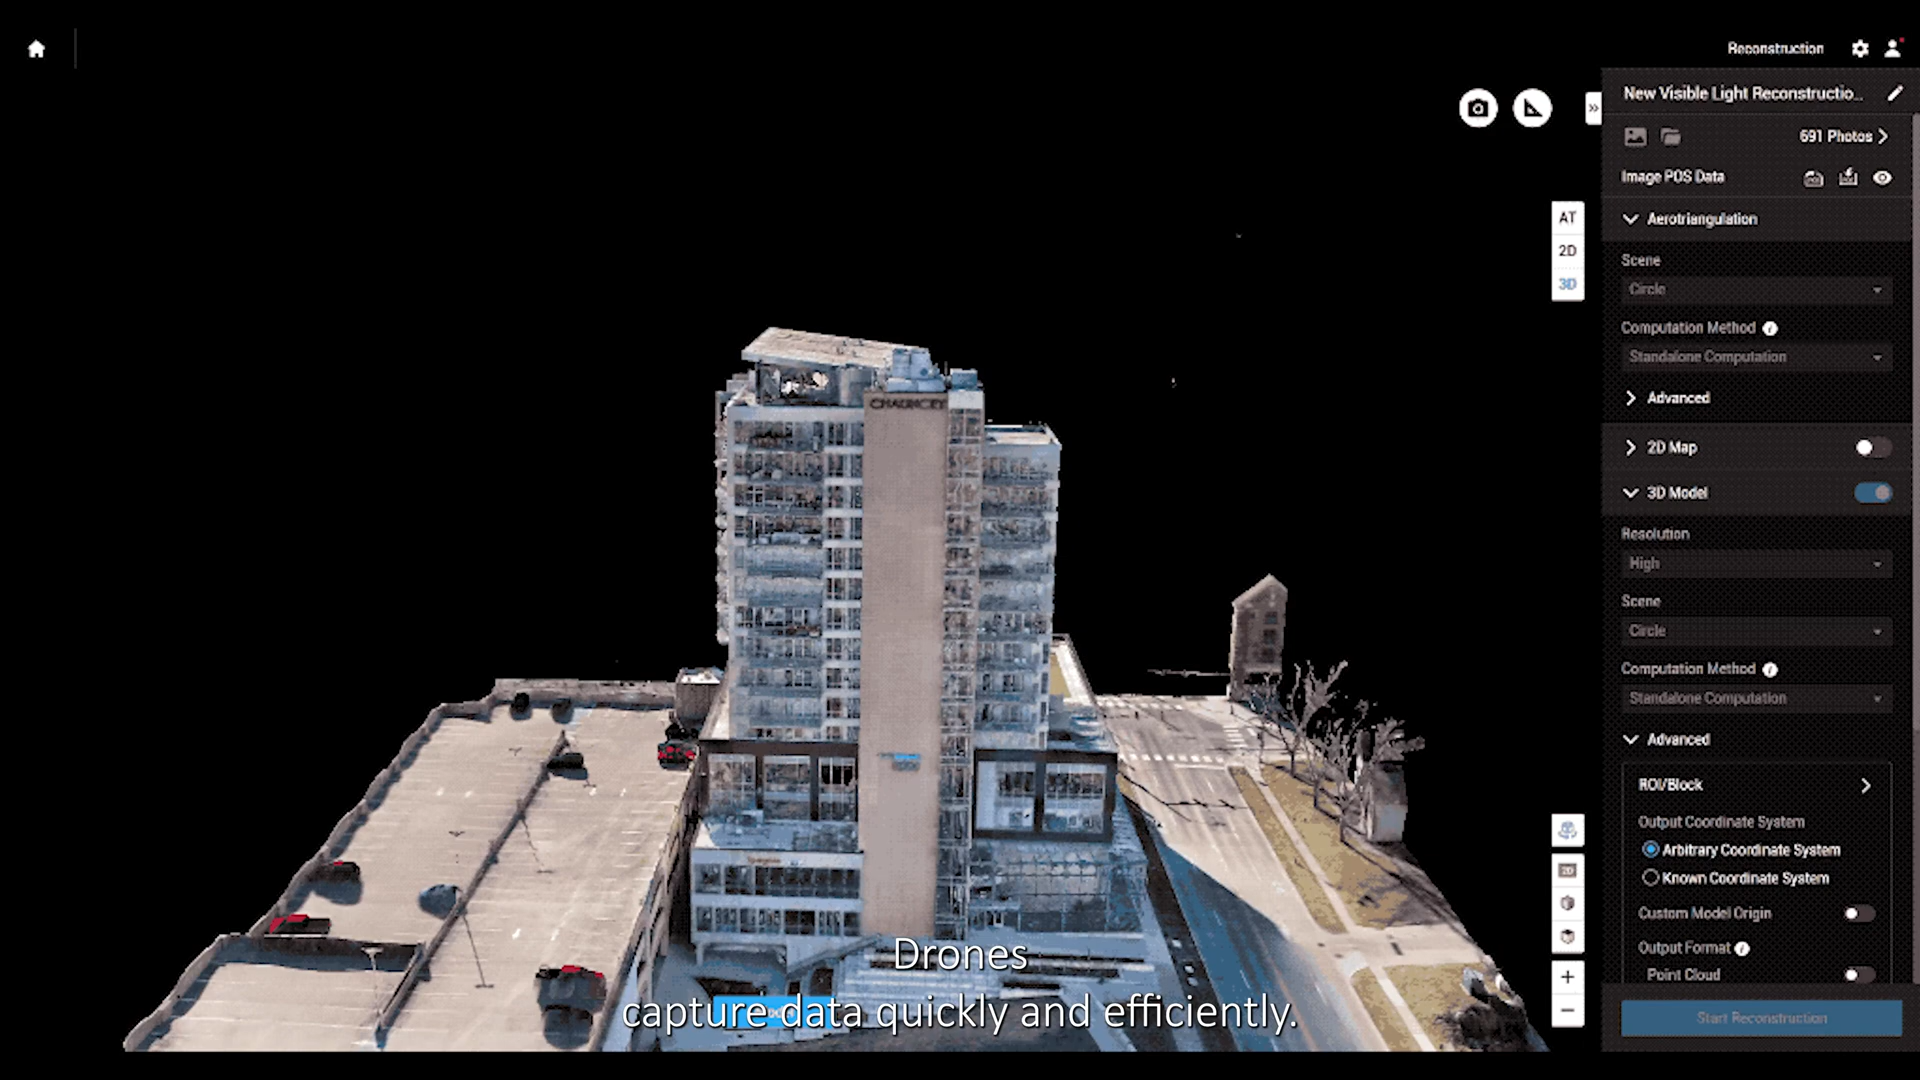 Reconstruction
New Visible Light Reconstructio...
691 Photos
Image POS Data
AT
2D
3D
Aerotriangulation
Scene
Circle
Computation Method
Standalone Computation
Advanced
2D Map
3D Model
Resolution
High
Scene
Circle
Computation Method
Standalone Computation
Advanced
ROI/Block
Output Coordinate System
Arbitrary Coordinate System
Known Coordinate System
Custom Model Origin
Output Format
Point Cloud
Start Reconstruction
CHAUNCEY
Drones
capture data quickly and efficiently.